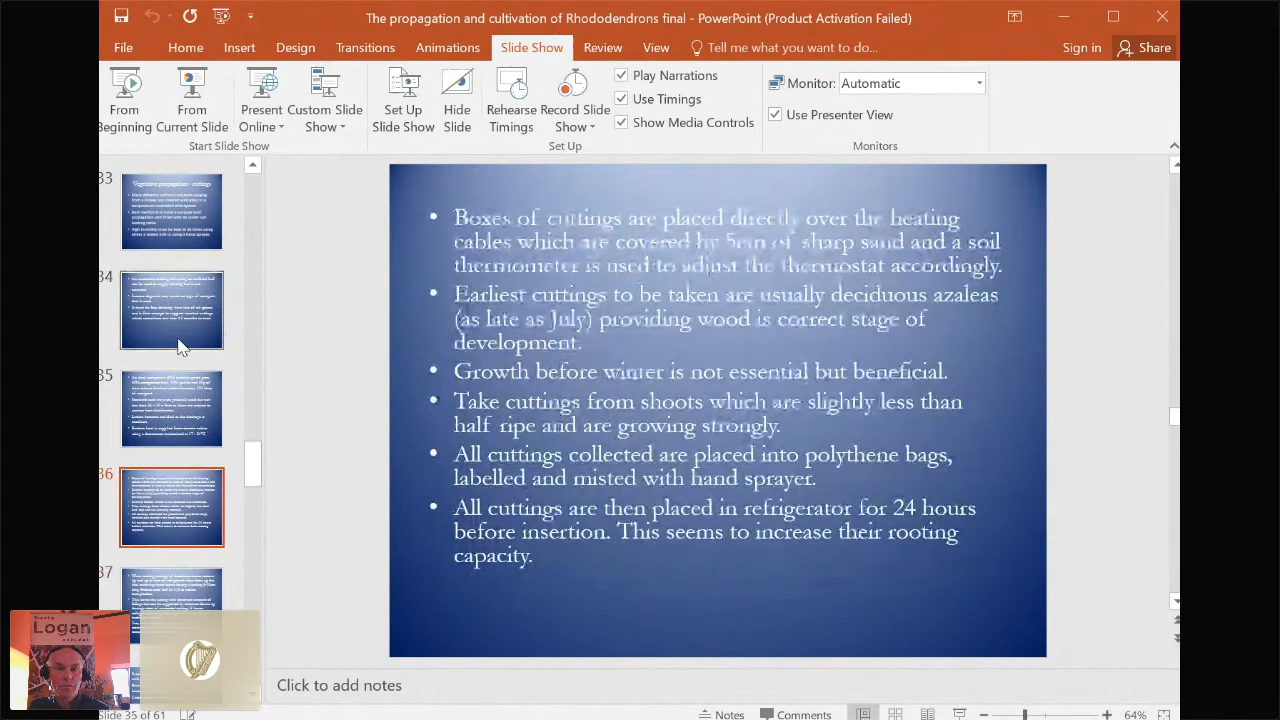 The propagation and cultivation of Rhododendrons final - PowerPoint (Product Activation Failed)
File Home Insert Design Transitions Animations Slide Show Review View Tell me what you want to do... Sign in Share
From Beginning
From Current Slide
Present Online
Custom Slide Show
Set Up Slide Show
Hide Slide
Rehearse Timings
Record Slide Show
Play Narrations
Use Timings
Show Media Controls
Monitor: Automatic
Use Presenter View
Start Slide Show
Set Up
Monitors
33
Vegetative propagation - cuttings
34
35
36
37
• Boxes of cuttings are placed directly over the heating
cables which are covered by 5cm of sharp sand and a soil
thermometer is used to adjust the thermostat accordingly.
• Earliest cuttings to be taken are usually deciduous azaleas
(as late as July) providing wood is correct stage of
development.
• Growth before winter is not essential but beneficial.
• Take cuttings from shoots which are slightly less than
half ripe and are growing strongly.
• All cuttings collected are placed into polythene bags,
labelled and misted with hand sprayer.
• All cuttings are then placed in refrigerator for 24 hours
before insertion. This seems to increase their rooting
capacity.
Logan
Click to add notes
Slide 35 of 61
Notes
Comments
64%